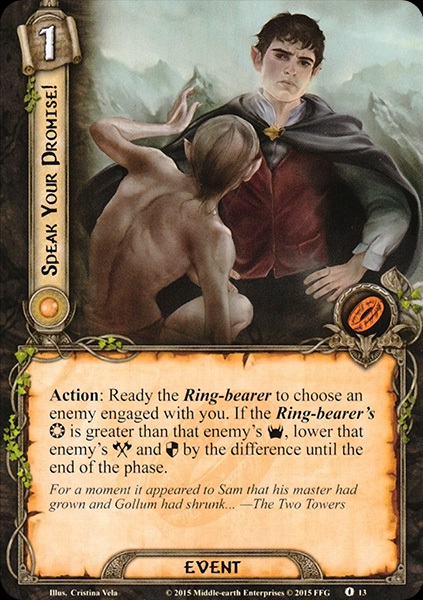 1
Speak Your Promise!
Action: Ready the Ring-bearer to choose an
enemy engaged with you. If the Ring-bearer's
is greater than that enemy's , lower that
enemy's and by the difference until the
end of the phase.
For a moment it appeared to Sam that his master had
grown and Gollum had shrunk... —The Two Towers
EVENT
Illus. Cristina Vela © 2015 Middle-earth Enterprises © 2015 FFG 13